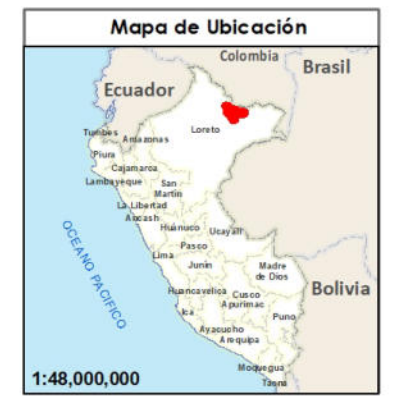 Mapa de Ubicación
Colombia
Brasil
Ecuador
Loreto
Tumbes
Amazonas
Piura
Cajamarca
Lambayeque
San
Martín
La Libertad
Ancash
Huánuco
Ucayali
Pasco
Lima
Junín
Madre
de Dios
Huancavelica
Cusco
Apurimac
Bolivia
Ica
Puno
Ayacucho
Arequipa
Moquegua
Tacna
OCEANO PACIFICO
1:48,000,000